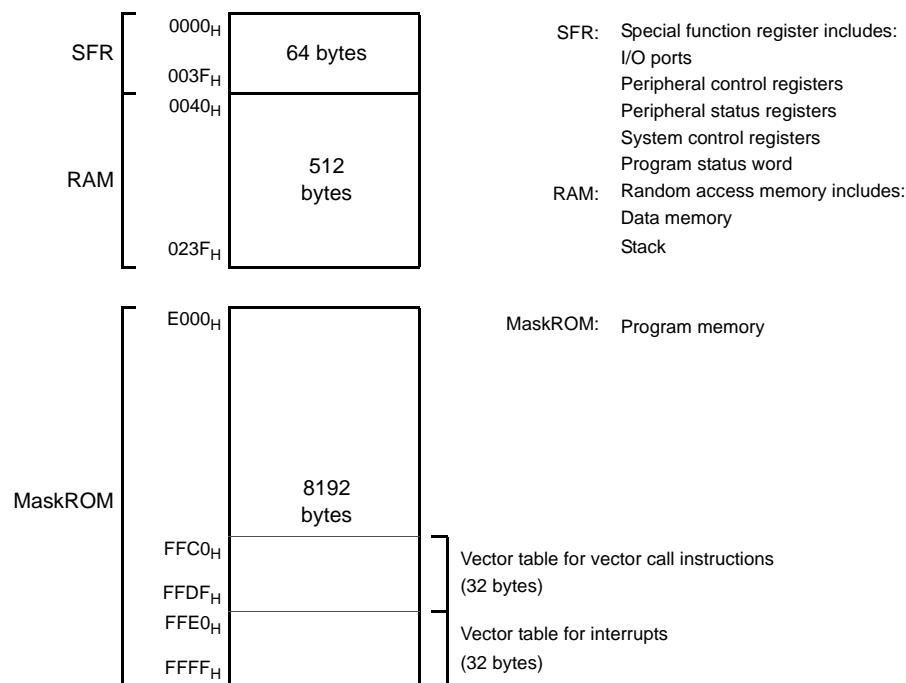 0000H
SFR
64 bytes
003FH
0040H
RAM
512
bytes
023FH
SFR: Special function register includes:
I/O ports
Peripheral control registers
Peripheral status registers
System control registers
Program status word
RAM: Random access memory includes:
Data memory
Stack
E000H
MaskROM: Program memory
MaskROM
8192
bytes
FFC0H
FFDFH
Vector table for vector call instructions
(32 bytes)
FFE0H
FFFFH
Vector table for interrupts
(32 bytes)